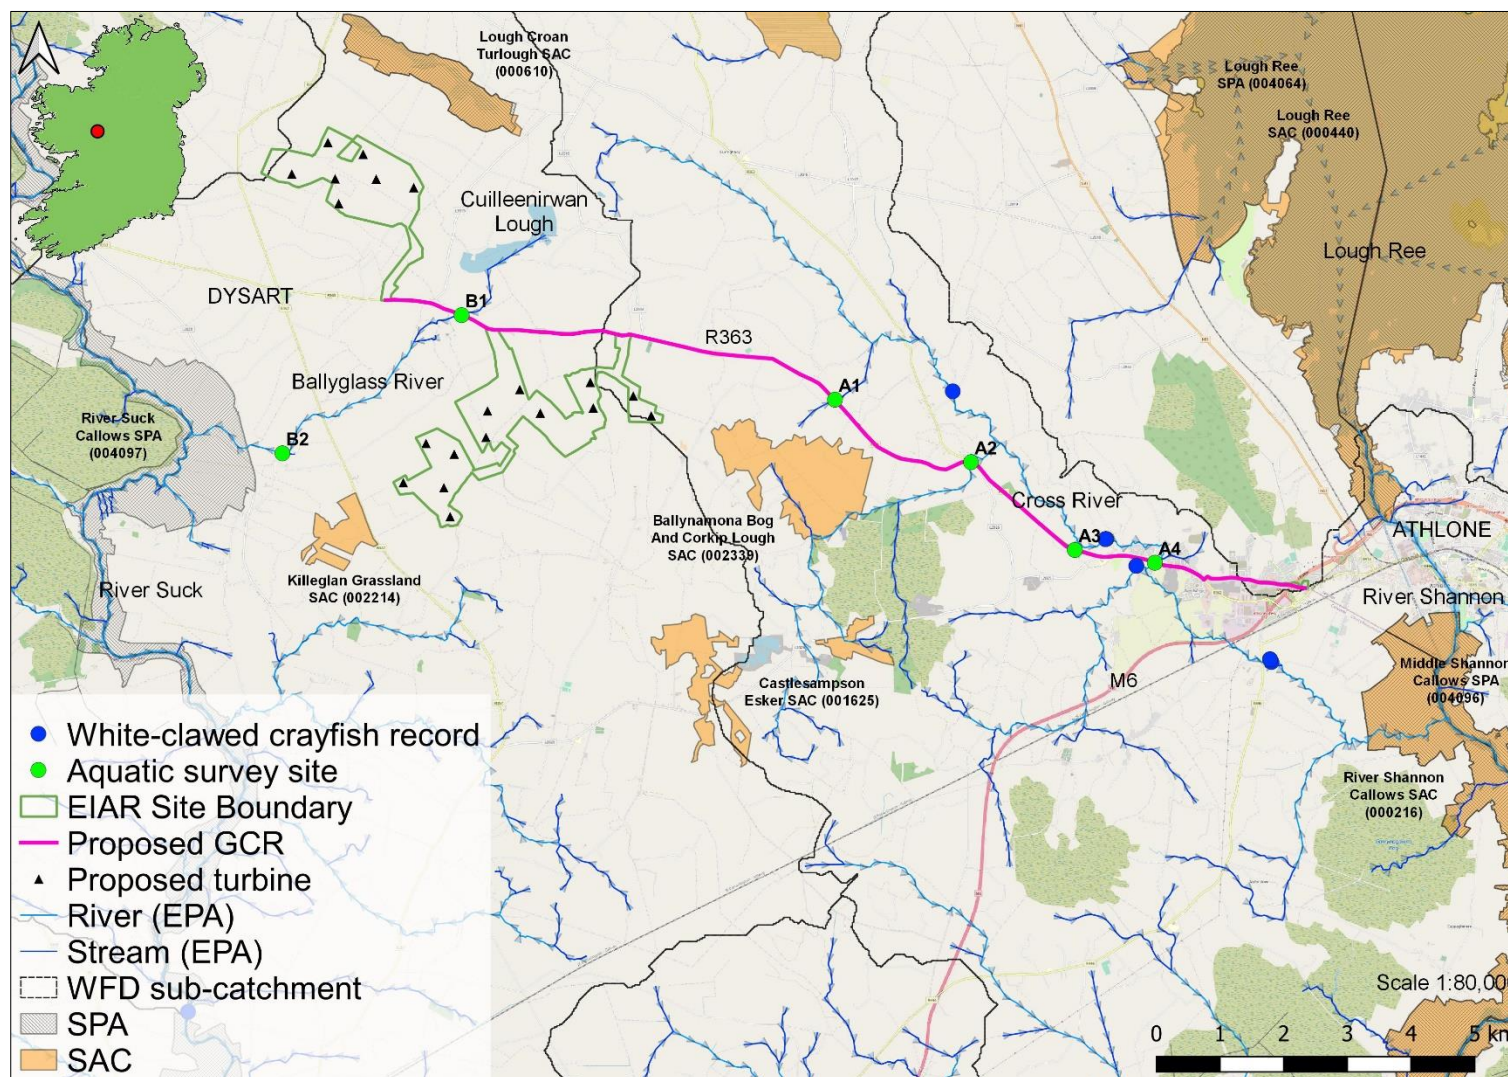 Lough Croan
Turlough SAC
(000610)
Lough Ree
SPA (004064)
Lough Ree
SAC (000440)
Cuilleenirwan
Lough
Lough Ree
DYSART
B1
R363
Ballyglass River
A1
River Suck
Callows SPA
(004097)
B2
A2
Cross River
Ballynamona Bog
And Corkip Lough
SAC (002339)
A3
A4
ATHLONE
Killeglan Grassland
SAC (002214)
River Suck
River Shannon
Castlesampson
Esker SAC (001625)
M6
Middle Shannon
Callows SPA
(004096)
River Shannon
Callows SAC
(000216)
White-clawed crayfish record
Aquatic survey site
EIAR Site Boundary
Proposed GCR
Proposed turbine
River (EPA)
Stream (EPA)
WFD sub-catchment
SPA
SAC
Scale 1:80,000
0 1 2 3 4 5 km